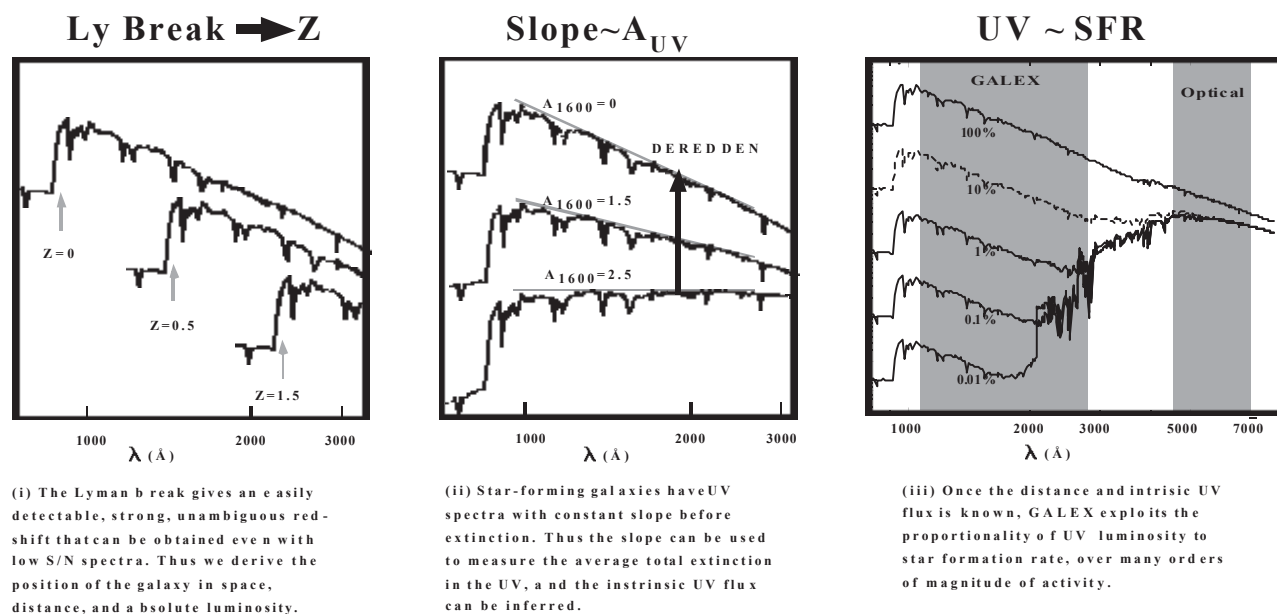 Ly Break Z
Slope~AUV
UV ~ SFR
Z=0
Z=0.5
Z=1.5
1000
2000
3000
λ (Å)
A1600=0
DEREDDEN
A1600=1.5
A1600=2.5
1000
2000
3000
λ (Å)
GALEX
Optical
100%
10%
1%
0.1%
0.01%
1000
2000
3000
5000
7000
λ (Å)
(i) The Lyman break gives an easily
detectable, strong, unambiguous red-
shift that can be obtained even with
low S/N spectra. Thus we derive the
position of the galaxy in space,
distance, and absolute luminosity.
(ii) Star-forming galaxies have UV
spectra with constant slope before
extinction. Thus the slope can be used
to measure the average total extinction
in the UV, and the instrinsic UV flux
can be inferred.
(iii) Once the distance and intrisic UV
flux is known, GALEX exploits the
proportionality of UV luminosity to
star formation rate, over many orders
of magnitude of activity.